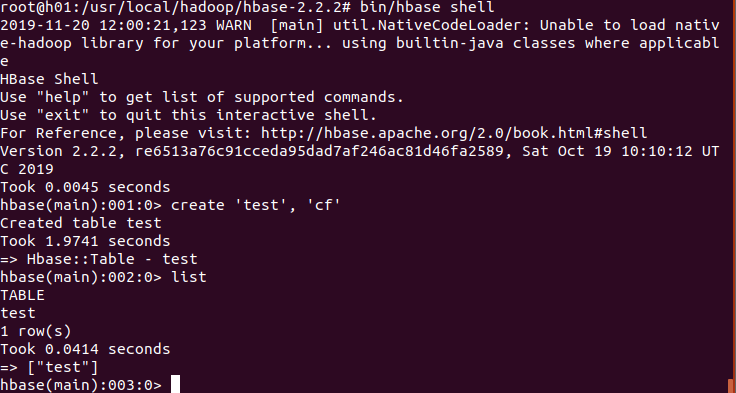 root@h01:/usr/local/hadoop/hbase-2.2.2# bin/hbase shell
2019-11-20 12:00:21,123 WARN  [main] util.NativeCodeLoader: Unable to load nativ
e-hadoop library for your platform... using builtin-java classes where applicabl
e
HBase Shell
Use "help" to get list of supported commands.
Use "exit" to quit this interactive shell.
For Reference, please visit: http://hbase.apache.org/2.0/book.html#shell
Version 2.2.2, re6513a76c91cceda95dad7af246ac81d46fa2589, Sat Oct 19 10:10:12 UT
C 2019
Took 0.0045 seconds
hbase(main):001:0> create 'test', 'cf'
Created table test
Took 1.9741 seconds
=> Hbase::Table - test
hbase(main):002:0> list
TABLE
test
1 row(s)
Took 0.0414 seconds
=> ["test"]
hbase(main):003:0>